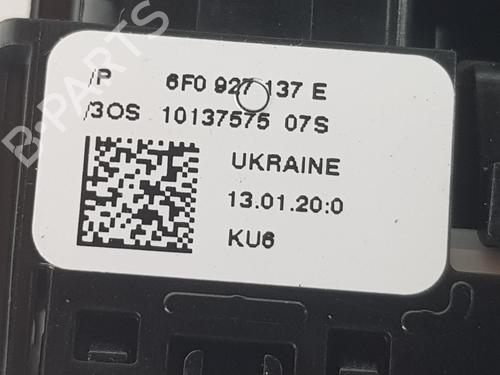 /P 6F0 927 137 E
/3OS 10137575 07S
UKRAINE
13.01.20:0
KU6
B-PARTS